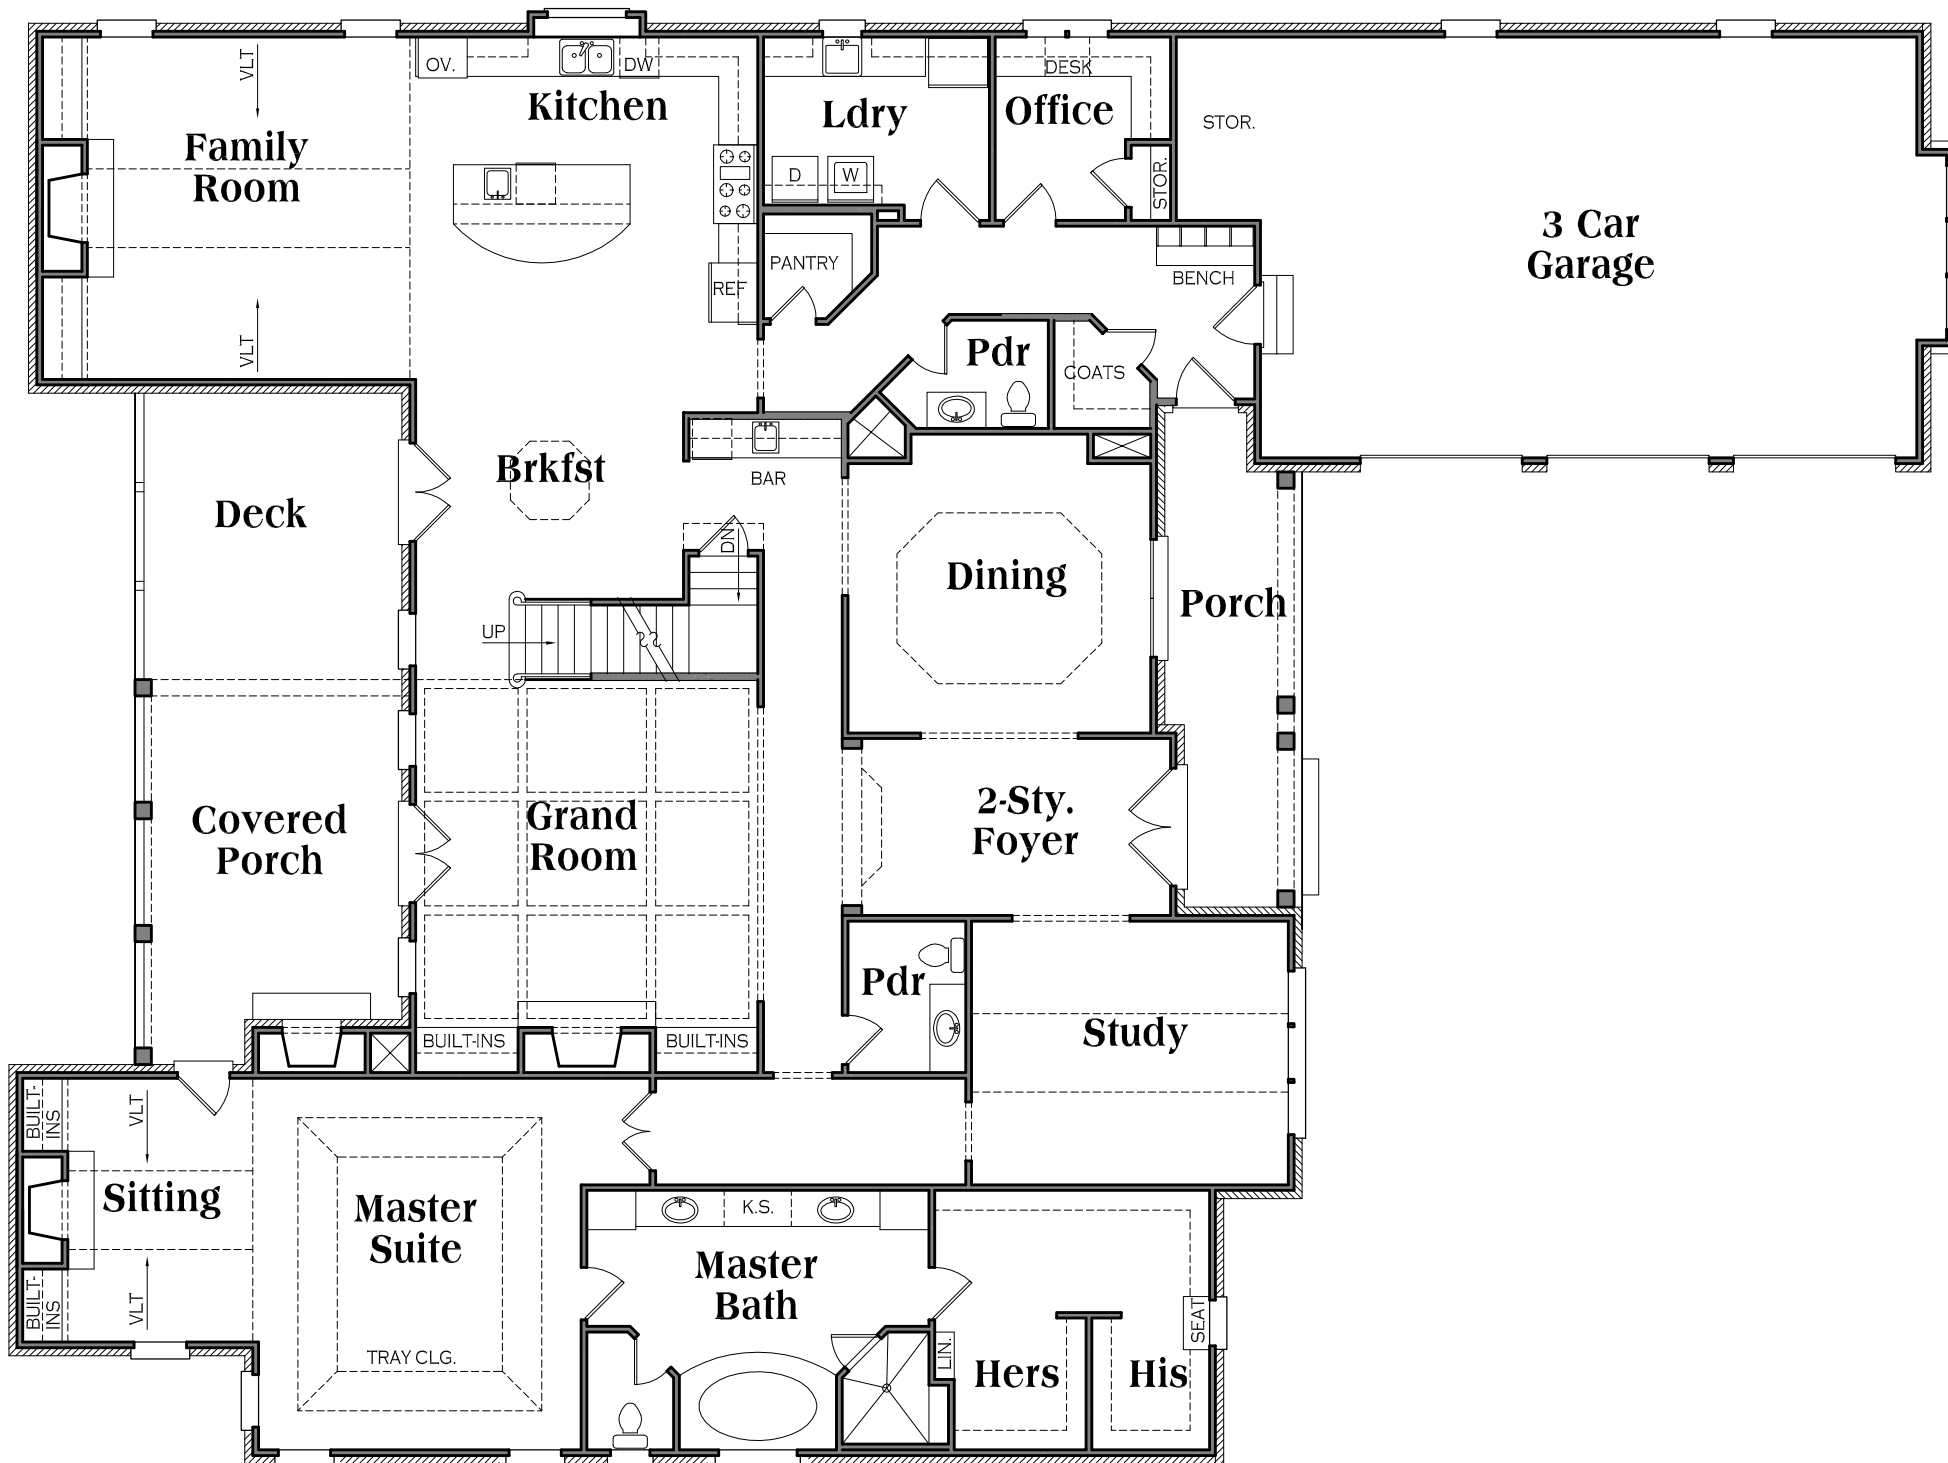 VLT
OV.
DW
Kitchen
Family
Room
VLT
REF
Ldry
D
W
PANTRY
DESK
Office
STOR.
STOR.
BENCH
3 Car
Garage
Pdr
COATS
Deck
Brkfst
BAR
DN
UP
Dining
Porch
Covered
Porch
Grand
Room
2-Sty.
Foyer
BUILT-INS
BUILT-INS
Pdr
Study
BUILT-
INS
VLT
Sitting
BUILT-
INS
VLT
Master
Suite
TRAY CLG.
K.S.
Master
Bath
LIN.
Hers
His
SEAT